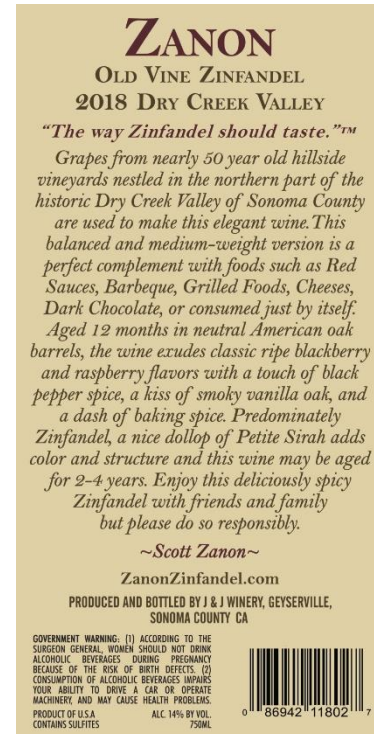 ZANON
OLD VINE ZINFANDEL
2018 DRY CREEK VALLEY
“The way Zinfandel should taste.”™
Grapes from nearly 50 year old hillside
vineyards nestled in the northern part of the
historic Dry Creek Valley of Sonoma County
are used to make this elegant wine.This
balanced and medium-weight version is a
perfect complement with foods such as Red
Sauces, Barbeque, Grilled Foods, Cheeses,
Dark Chocolate, or consumed just by itself.
Aged 12 months in neutral American oak
barrels, the wine exudes classic ripe blackberry
and raspberry flavors with a touch of black
pepper spice, a kiss of smoky vanilla oak, and
a dash of baking spice. Predominately
Zinfandel, a nice dollop of Petite Sirah adds
color and structure and this wine may be aged
for 2-4 years. Enjoy this deliciously spicy
Zinfandel with friends and family
but please do so responsibly.
~Scott Zanon~
ZanonZinfandel.com
PRODUCED AND BOTTLED BY J & J WINERY, GEYSERVILLE,
SONOMA COUNTY CA
GOVERNMENT WARNING: (1) ACCORDING TO THE
SURGEON GENERAL, WOMEN SHOULD NOT DRINK
ALCOHOLIC BEVERAGES DURING PREGNANCY
BECAUSE OF THE RISK OF BIRTH DEFECTS. (2)
CONSUMPTION OF ALCOHOLIC BEVERAGES IMPAIRS
YOUR ABILITY TO DRIVE A CAR OR OPERATE
MACHINERY, AND MAY CAUSE HEALTH PROBLEMS.
PRODUCT OF U.S.A ALC. 14% BY VOL.
CONTAINS SULFITES 750ML
0 86942 11802 7